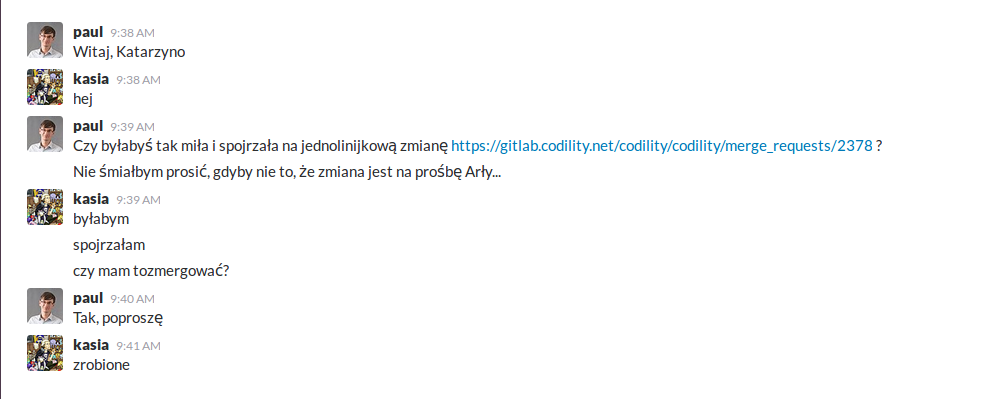 paul 9:38 AM
Witaj, Katarzyno
kasia 9:38 AM
hej
paul 9:39 AM
Czy byłabyś tak miła i spojrzała na jednolinijkową zmianę https://gitlab.codility.net/codility/codility/merge_requests/2378 ?
Nie śmiałbym prosić, gdyby nie to, że zmiana jest na prośbę Arły...
kasia 9:39 AM
byłabym
spojrzałam
czy mam tozmergować?
paul 9:40 AM
Tak, poproszę
kasia 9:41 AM
zrobione